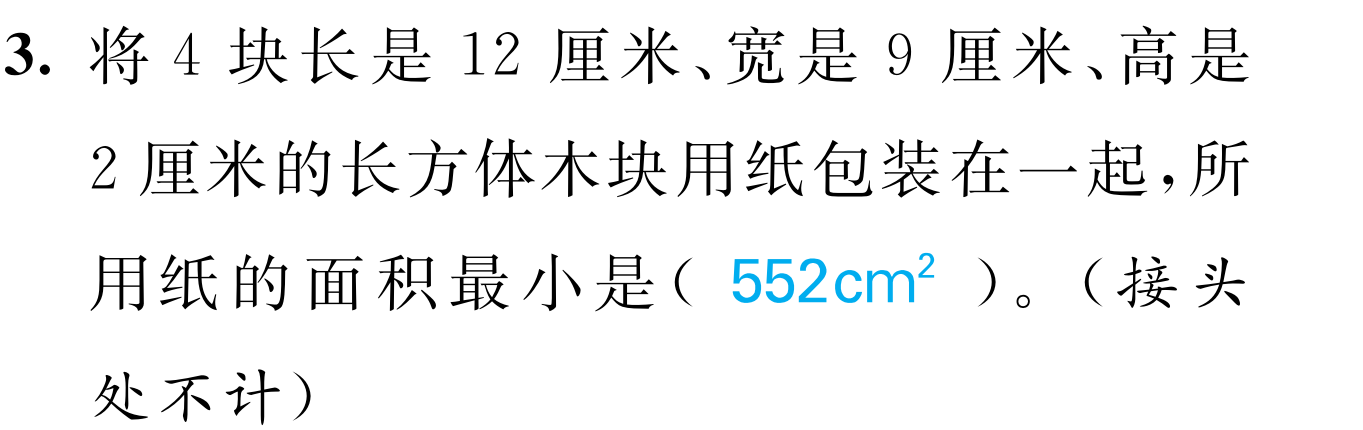 3. 将 4 块长是 12 厘米、宽是 9 厘米、高是
2 厘米的长方体木块用纸包装在一起,所
用纸的面积最小是( 552cm² )。(接头
处不计)